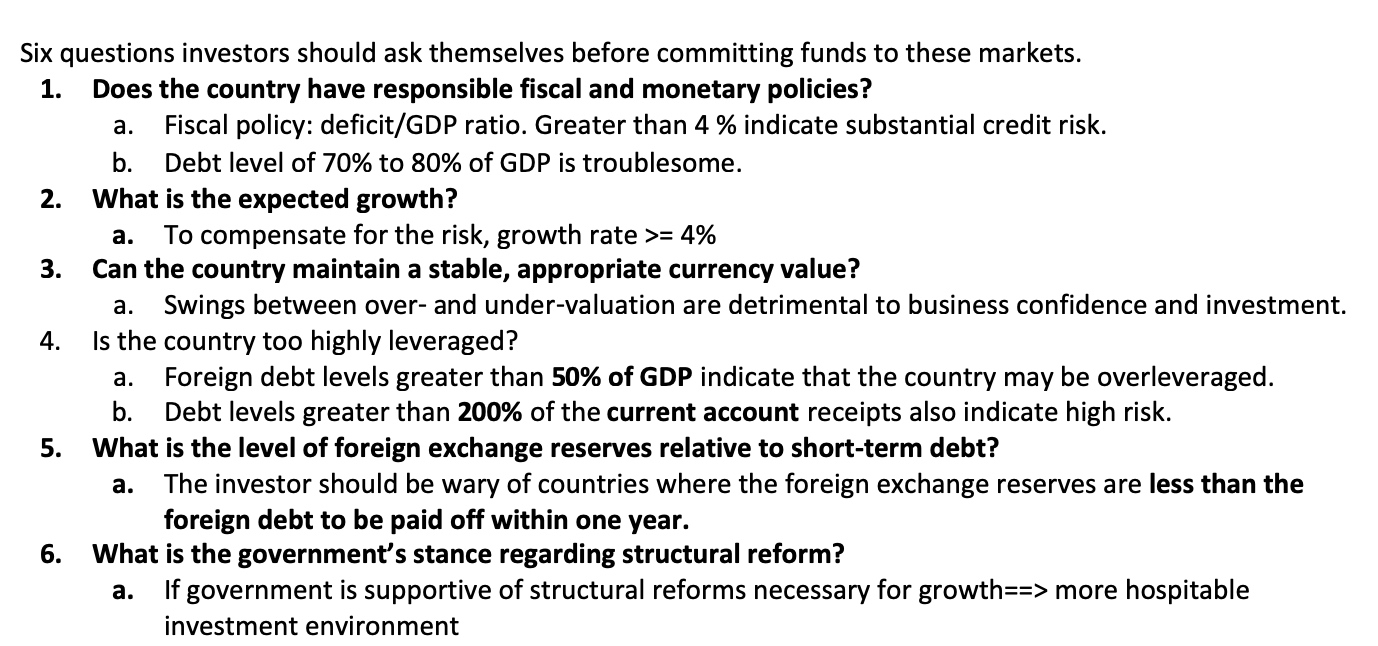 Six questions investors should ask themselves before committing funds to these markets.
1. Does the country have responsible fiscal and monetary policies?
a. Fiscal policy: deficit/GDP ratio. Greater than 4 % indicate substantial credit risk.
b. Debt level of 70% to 80% of GDP is troublesome.
2. What is the expected growth?
a. To compensate for the risk, growth rate >= 4%
3. Can the country maintain a stable, appropriate currency value?
a. Swings between over- and under-valuation are detrimental to business confidence and investment.
4. Is the country too highly leveraged?
a. Foreign debt levels greater than 50% of GDP indicate that the country may be overleveraged.
b. Debt levels greater than 200% of the current account receipts also indicate high risk.
5. What is the level of foreign exchange reserves relative to short-term debt?
a. The investor should be wary of countries where the foreign exchange reserves are less than the
foreign debt to be paid off within one year.
6. What is the government’s stance regarding structural reform?
a. If government is supportive of structural reforms necessary for growth==> more hospitable
investment environment